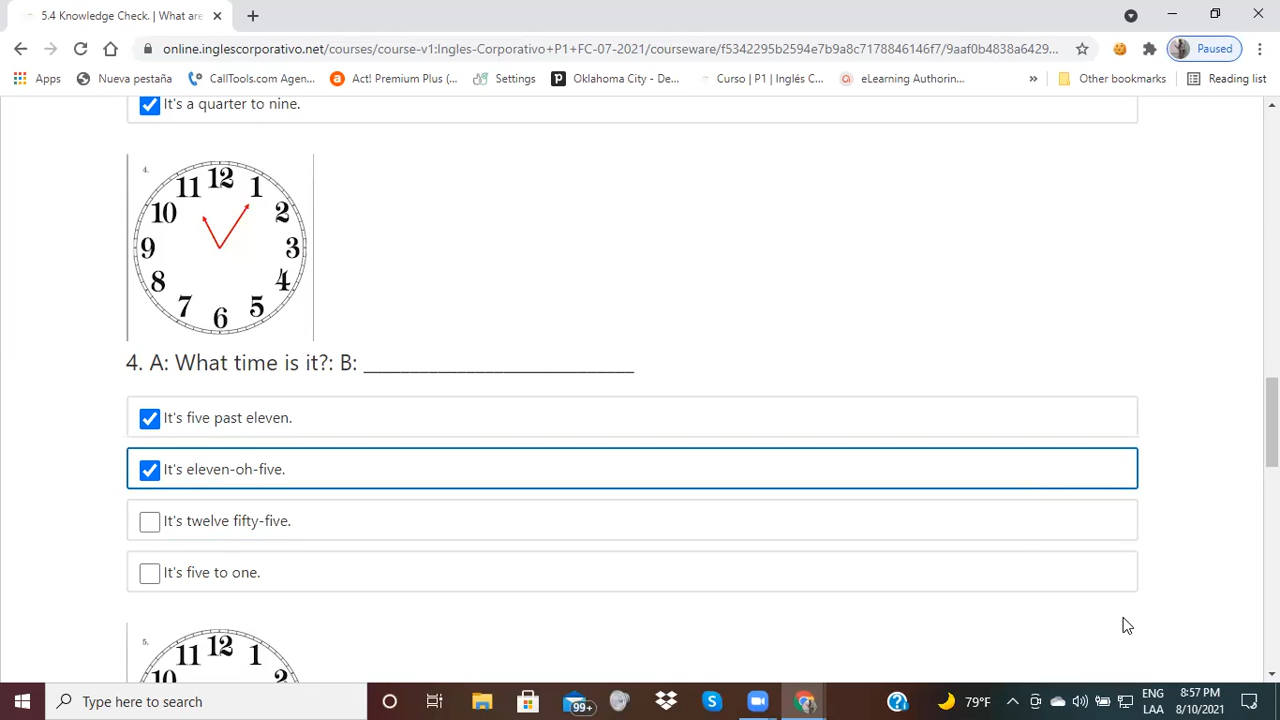 5.4 Knowledge Check. | What are
Paused
online.inglescorporativo.net/courses/course-v1:Ingles-Corporativo+P1+FC-07-2021/courseware/f5342295b2594e7b9a8c7178846146f7/9aaf0b4838a6429...
Apps Nueva pestaña CallTools.com Agen... Act! Premium Plus (... Settings Oklahoma City - De... Curso | P1 | Inglés C... eLearning Authorin... » Other bookmarks Reading list
It's a quarter to nine.
4.
12
11 1
10 2
9 3
8 4
7 5
6
4. A: What time is it?: B: ____________________________
It's five past eleven.
It's eleven-oh-five.
It's twelve fifty-five.
It's five to one.
5.
12
11 1
10 2
Type here to search
99+
79°F
ENG
LAA
8:57 PM
8/10/2021